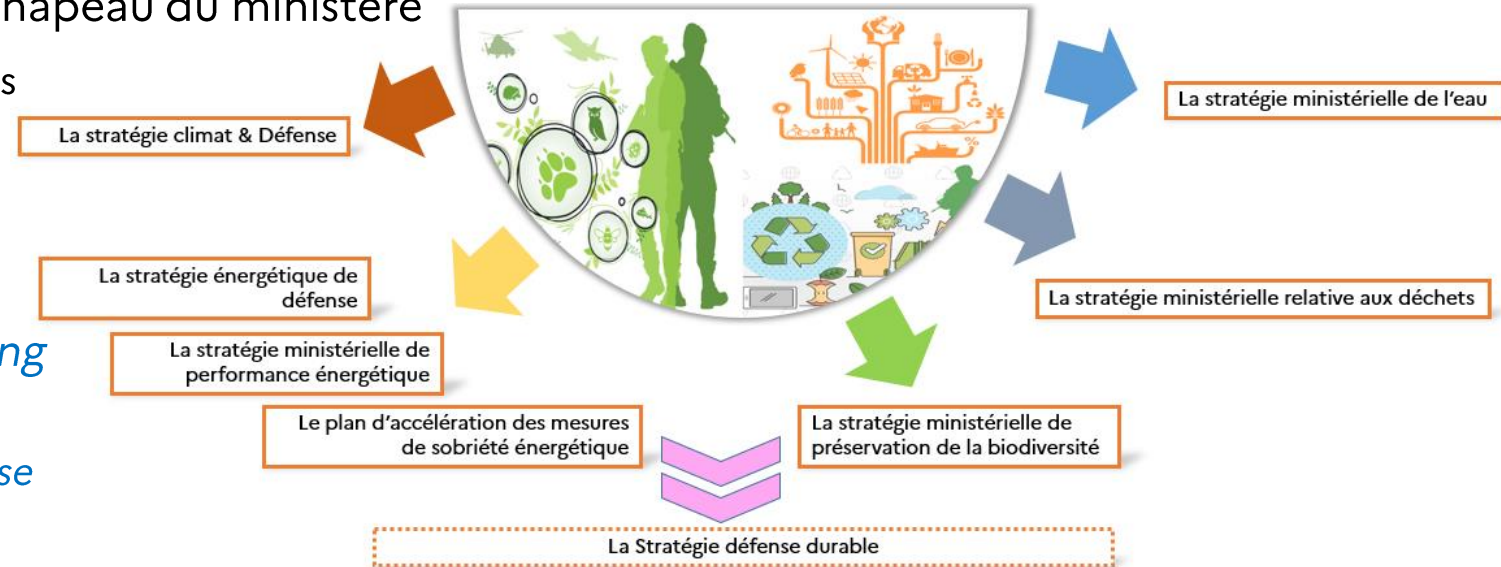 hapeau du ministère
s
La stratégie climat & Défense
La stratégie ministérielle de l’eau
La stratégie énergétique de
défense
La stratégie ministérielle relative aux déchets
ng
La stratégie ministérielle de
performance énergétique
Le plan d’accélération des mesures
de sobriété énergétique
La stratégie ministérielle de
préservation de la biodiversité
se
La Stratégie défense durable
%